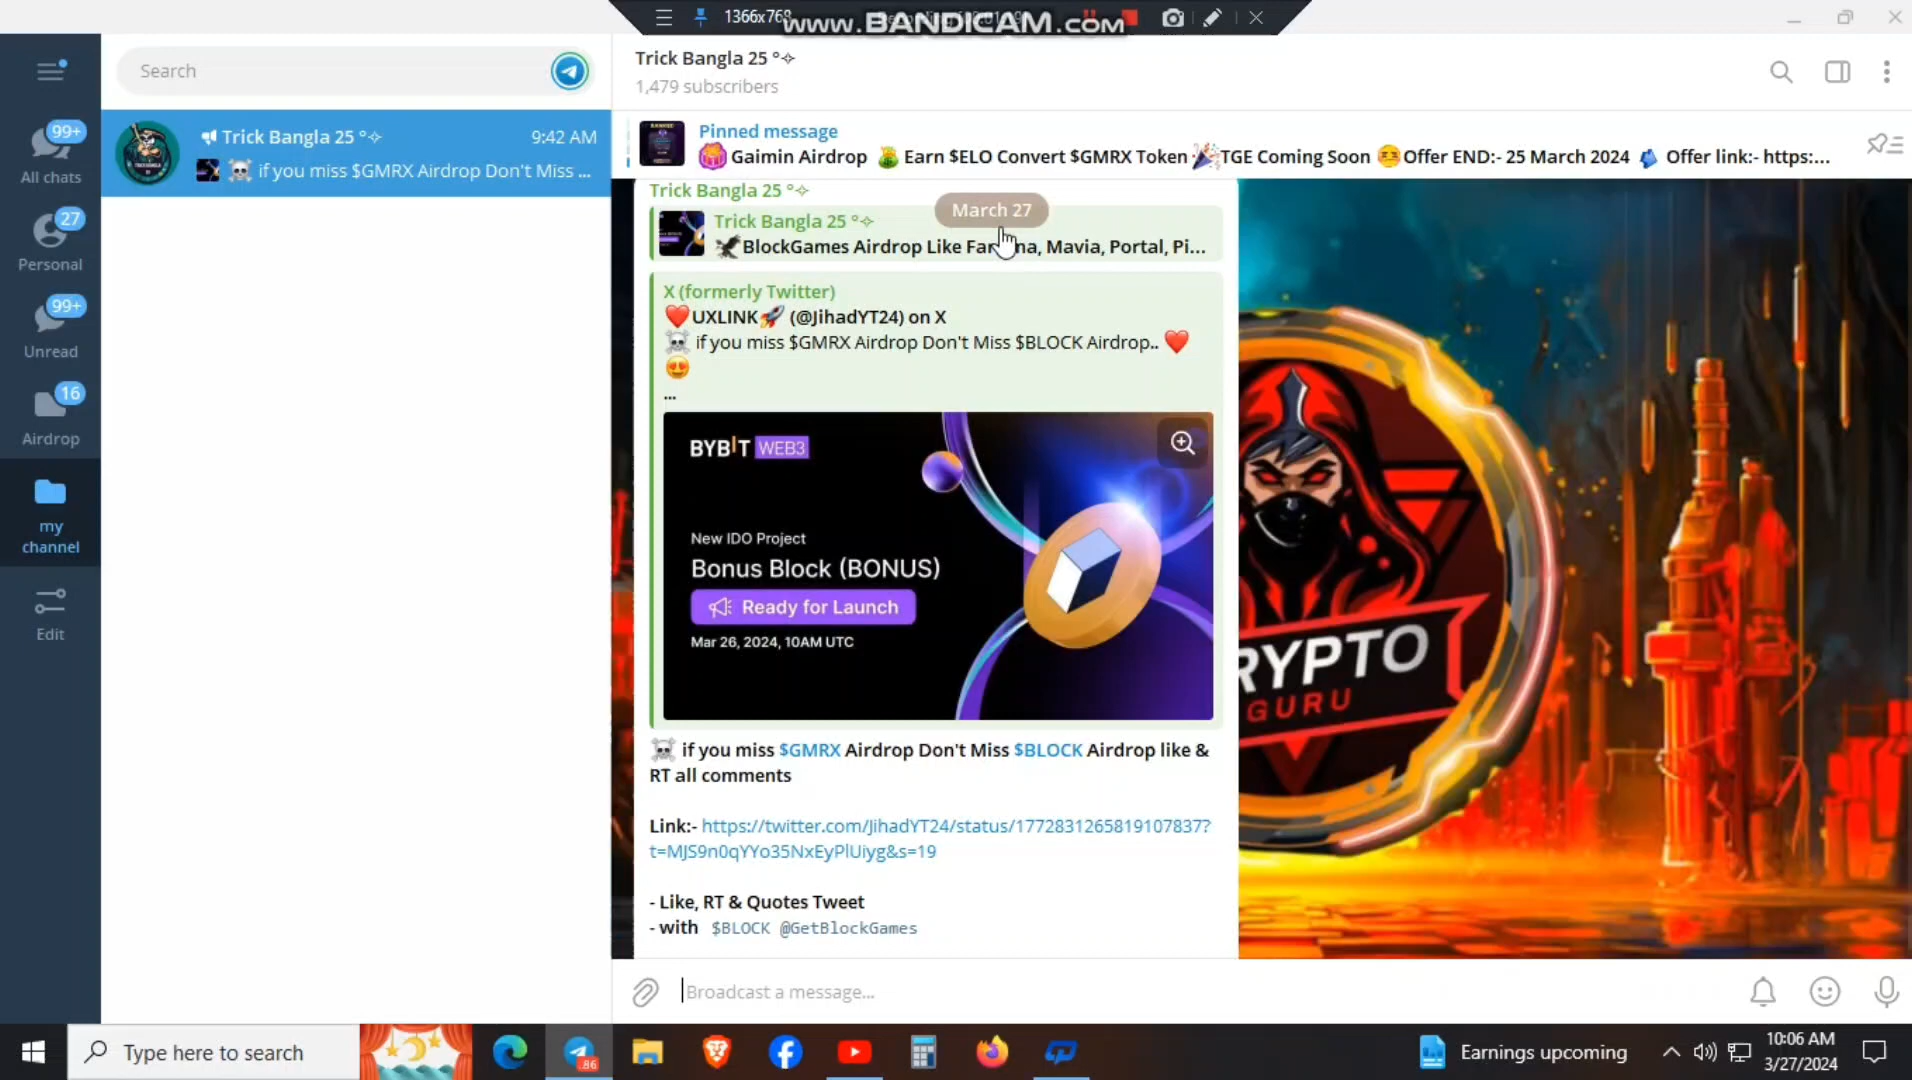 1366x768
www.BANDICAM.com
Search
99+
All chats
27
Personal
99+
Unread
16
Airdrop
my
channel
Edit
Trick Bangla 25 °✧
9:42 AM
☠️ if you miss $GMRX Airdrop Don't Miss ...
Trick Bangla 25 °✧
1,479 subscribers
Pinned message
Gaimin Airdrop 💰 Earn $ELO Convert $GMRX Token 🎉TGE Coming Soon 😊Offer END:- 25 March 2024 Offer link:- https:...
Trick Bangla 25 °✧
March 27
Trick Bangla 25 °✧
BlockGames Airdrop Like Mavia, Portal, Pi...
X (formerly Twitter)
❤️UXLINK🚀 (@JihadYT24) on X
☠️ if you miss $GMRX Airdrop Don't Miss $BLOCK Airdrop.. ❤️
😍
...
BYBIT WEB3
New IDO Project
Bonus Block (BONUS)
Ready for Launch
Mar 26, 2024, 10AM UTC
RYPTO
GURU
☠️ if you miss $GMRX Airdrop Don't Miss $BLOCK Airdrop like &
RT all comments
Link:- https://twitter.com/JihadYT24/status/1772831265819107837?
t=MJS9n0qYYo35NxEyPlUiyg&s=19
- Like, RT & Quotes Tweet
- with $BLOCK @GetBlockGames
Broadcast a message...
Type here to search
..86
Earnings upcoming
10:06 AM
3/27/2024